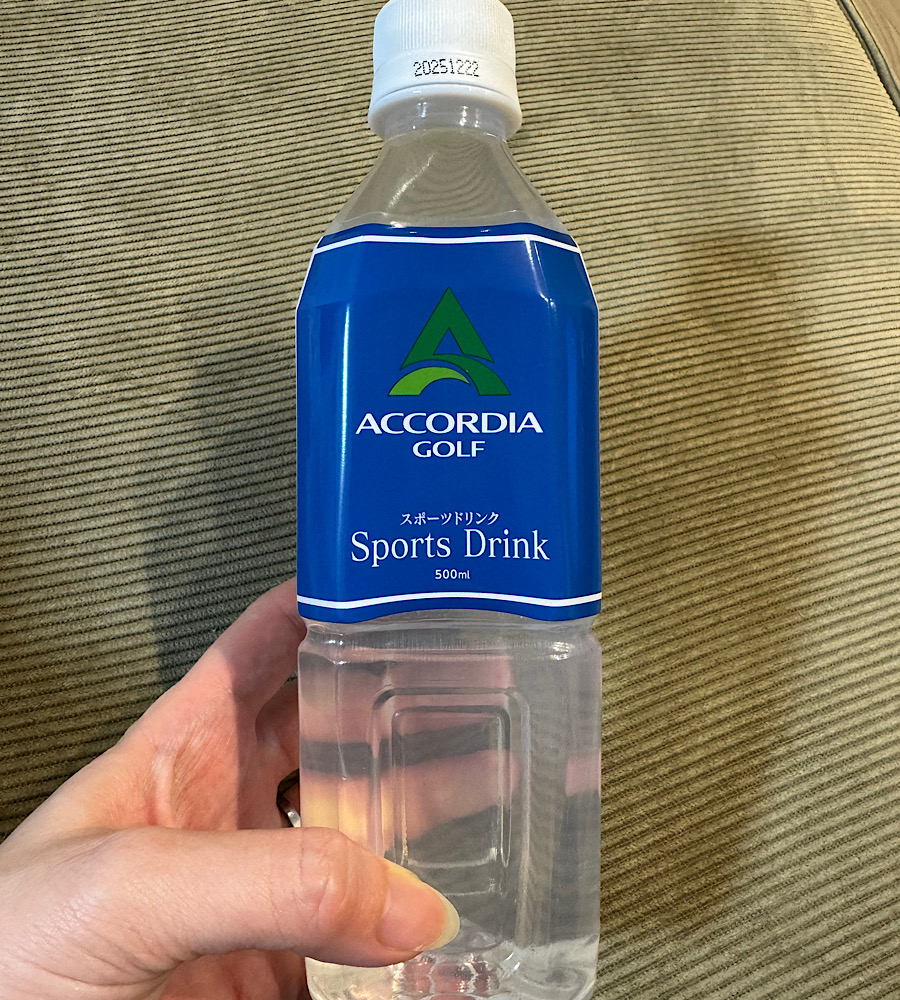 20251222
ACCORDIA
GOLF
スポーツドリンク
Sports Drink
500ml